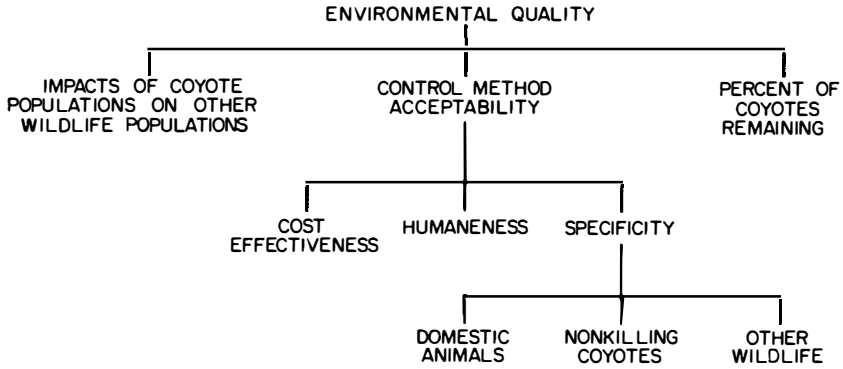 ENVIRONMENTAL QUALITY
IMPACTS OF COYOTE
POPULATIONS ON OTHER
WILDLIFE POPULATIONS
CONTROL METHOD
ACCEPTABILITY
PERCENT OF
COYOTES
REMAINING
COST
EFFECTIVENESS
HUMANENESS
SPECIFICITY
DOMESTIC
ANIMALS
NONKILLING
COYOTES
OTHER
WILDLIFE